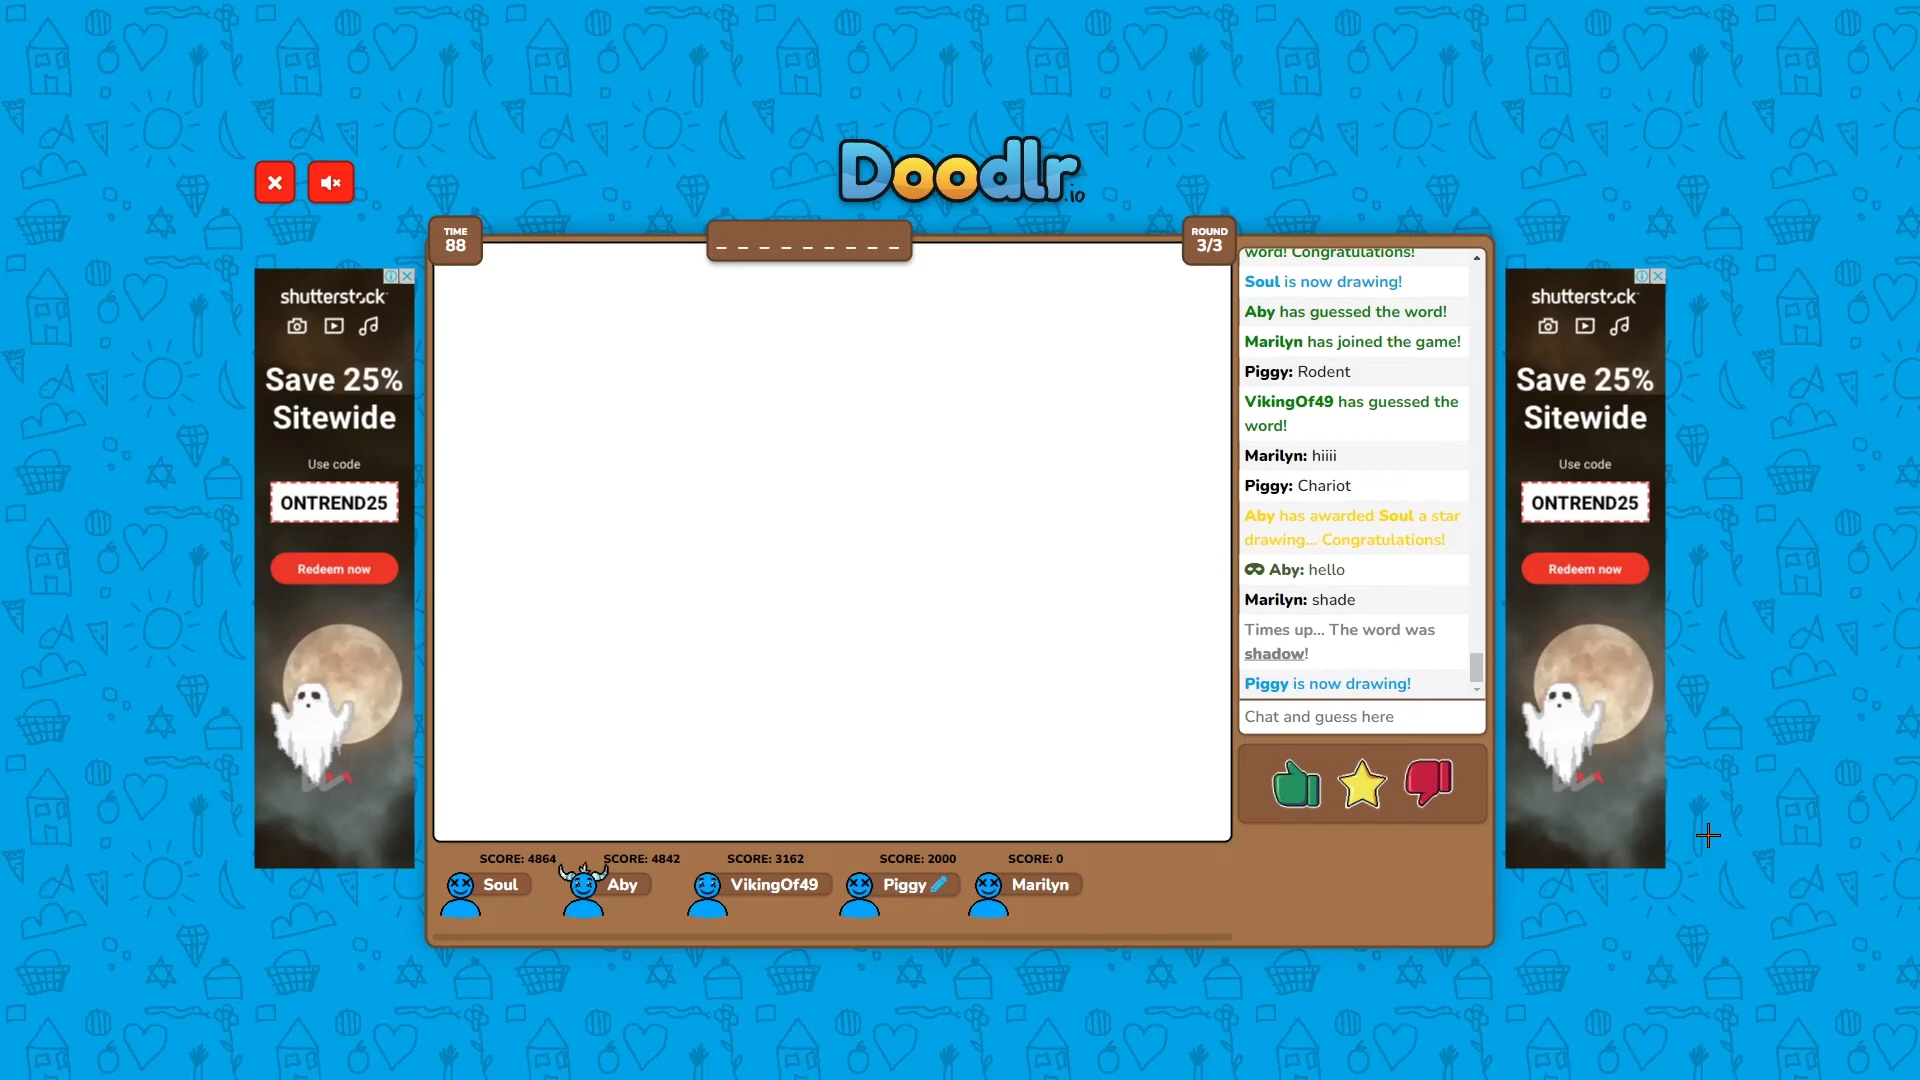 Doodlr.io
TIME
88
_ _ _ _ _ _ _ _ _
ROUND
3/3
shutterstock
Save 25%
Sitewide
Use code
ONTREND25
Redeem now
word! Congratulations!
Soul is now drawing!
Aby has guessed the word!
Marilyn has joined the game!
Piggy: Rodent
VikingOf49 has guessed the
word!
Marilyn: hiiii
Piggy: Chariot
Aby has awarded Soul a star
drawing... Congratulations!
Aby: hello
Marilyn: shade
Times up... The word was
shadow!
Piggy is now drawing!
Chat and guess here
shutterstock
Save 25%
Sitewide
Use code
ONTREND25
Redeem now
SCORE: 4864
Soul
SCORE: 4842
Aby
SCORE: 3162
VikingOf49
SCORE: 2000
Piggy
SCORE: 0
Marilyn